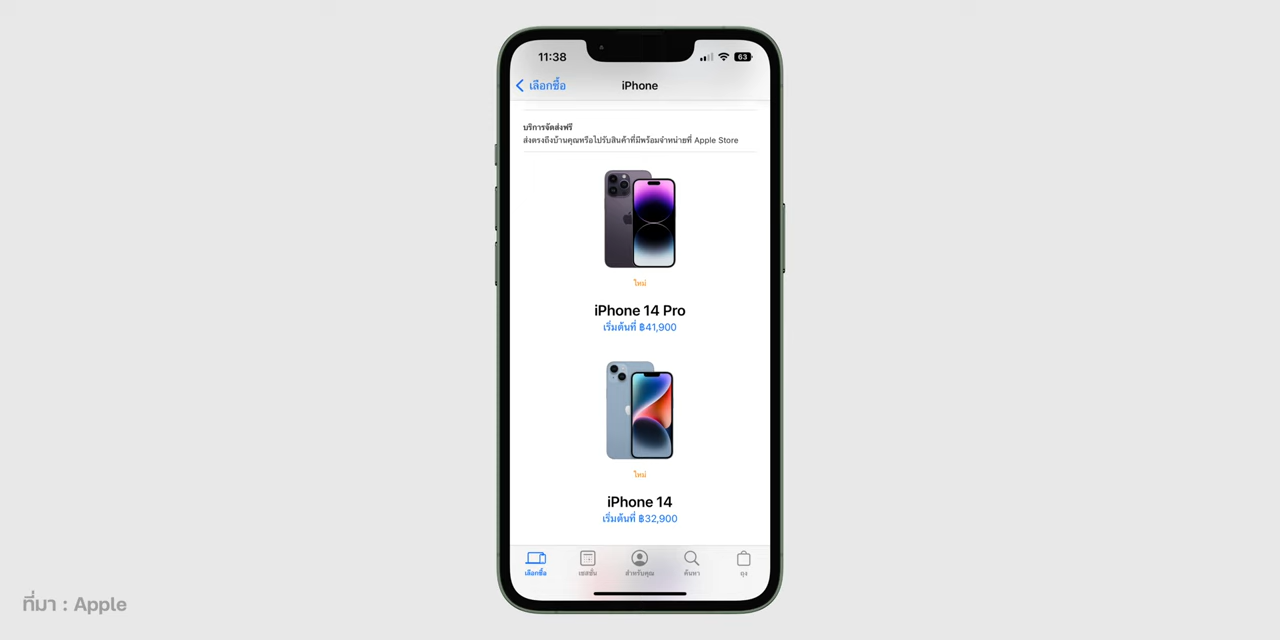 11:38
63
เลือกซื้อ
iPhone
บริการจัดส่งฟรี
ส่งตรงถึงบ้านคุณหรือไปรับสินค้าที่มีพร้อมจำหน่ายที่ Apple Store
ใหม่
iPhone 14 Pro
เริ่มต้นที่ ฿41,900
ใหม่
iPhone 14
เริ่มต้นที่ ฿32,900
เลือกซื้อ
เซสชั่น
สำหรับคุณ
ค้นหา
ถุง
ที่มา : Apple